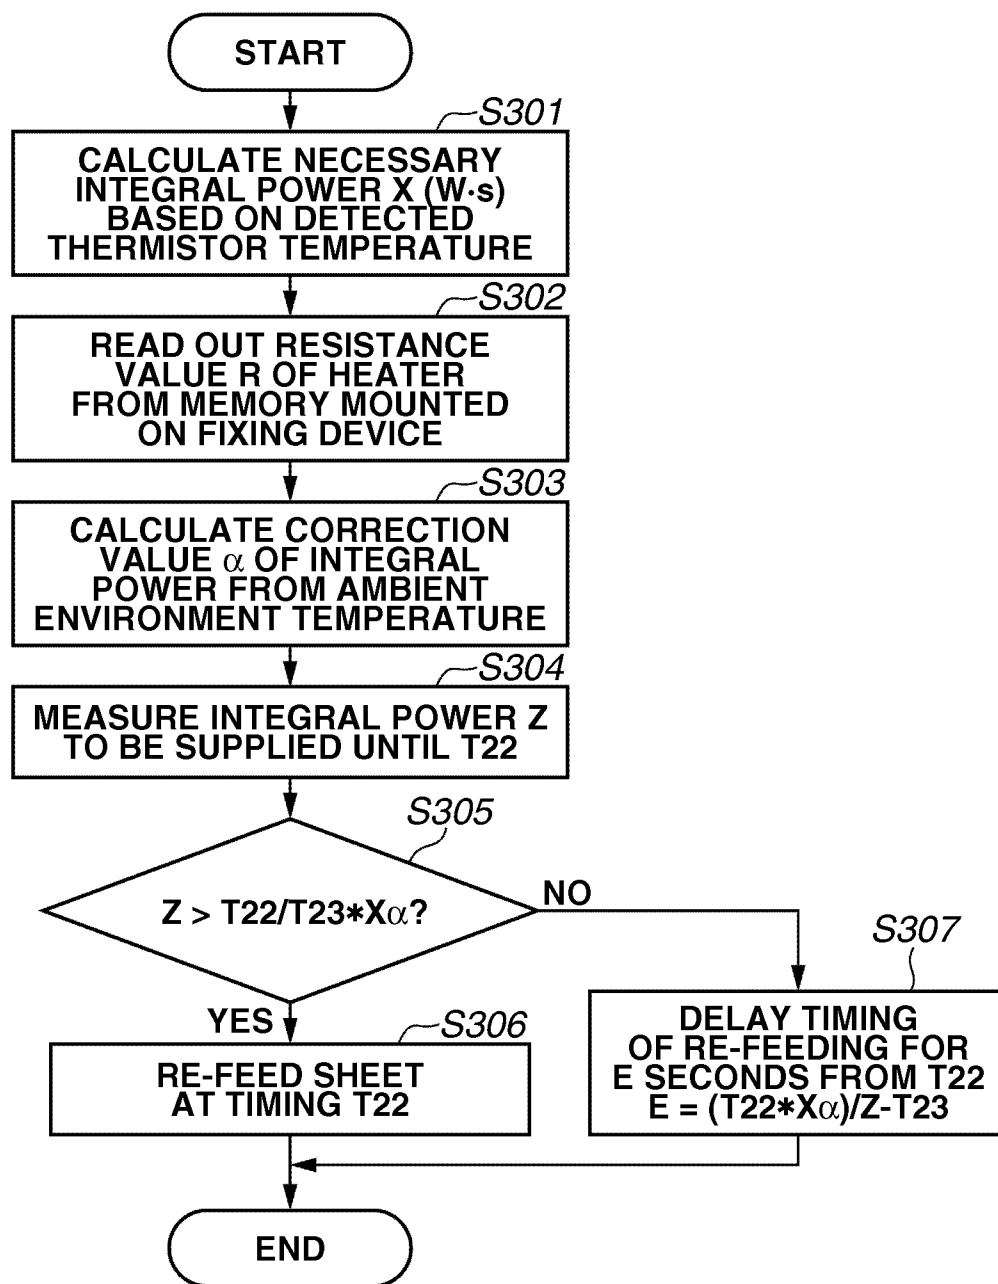 START
S301
CALCULATE NECESSARY
INTEGRAL POWER X (W·s)
BASED ON DETECTED
THERMISTOR TEMPERATURE
S302
READ OUT RESISTANCE
VALUE R OF HEATER
FROM MEMORY MOUNTED
ON FIXING DEVICE
S303
CALCULATE CORRECTION
VALUE α OF INTEGRAL
POWER FROM AMBIENT
ENVIRONMENT TEMPERATURE
S304
MEASURE INTEGRAL POWER Z
TO BE SUPPLIED UNTIL T22
S305
Z > T22/T23*Xα?
NO
YES
S306
RE-FEED SHEET
AT TIMING T22
S307
DELAY TIMING
OF RE-FEEDING FOR
E SECONDS FROM T22
E = (T22*Xα)/Z-T23
END